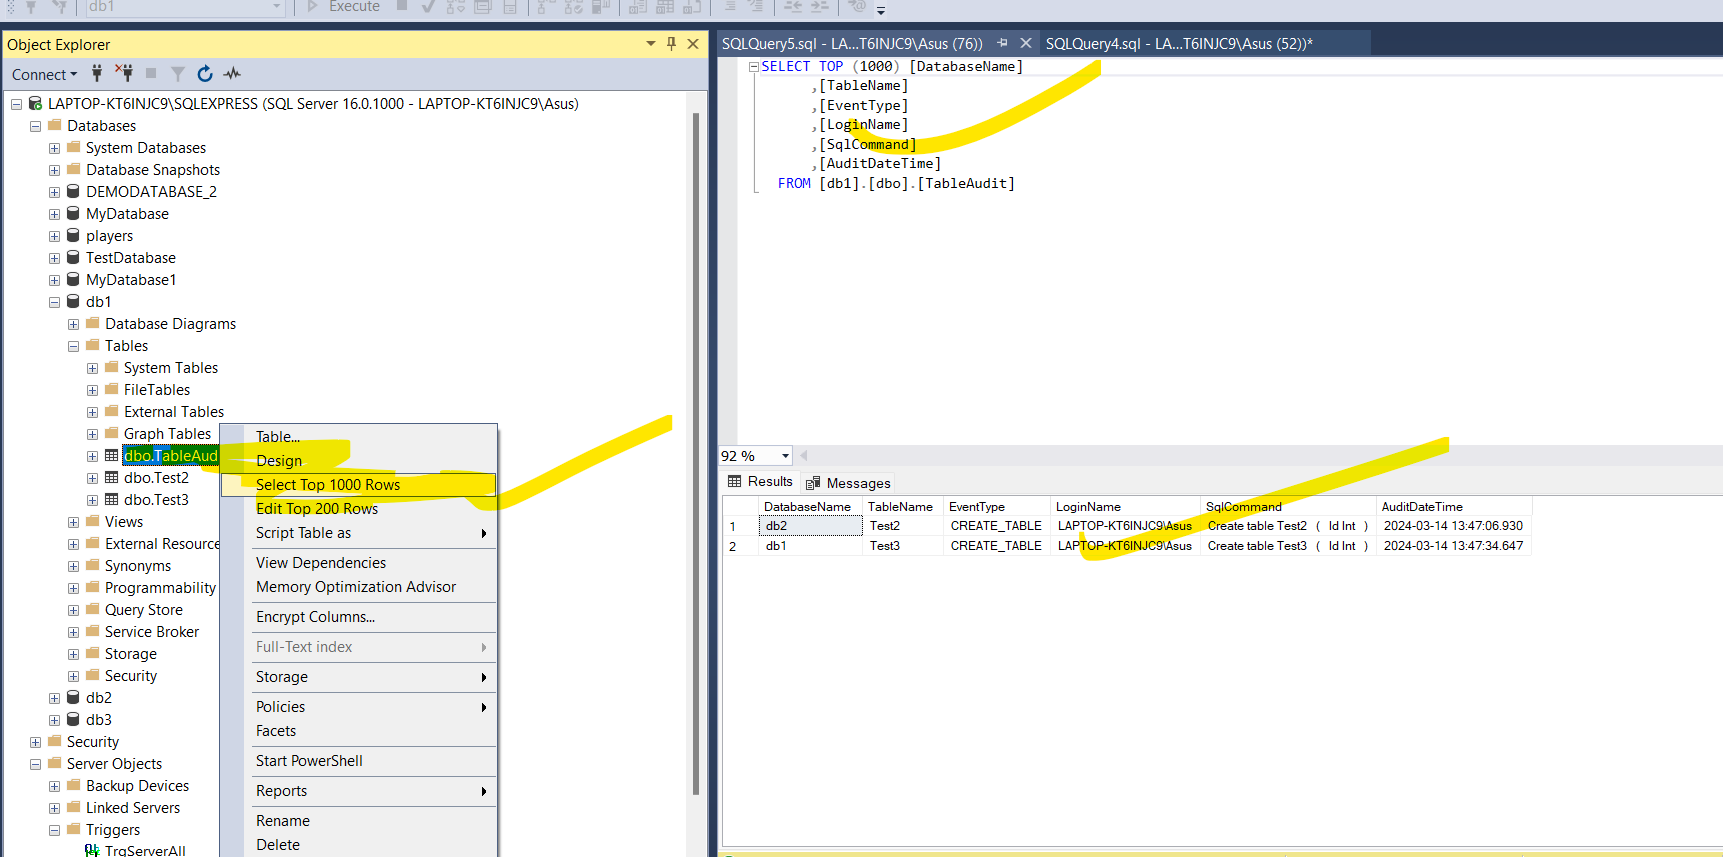 db1
Execute
Object Explorer
Connect
LAPTOP-KT6INJC9\SQLEXPRESS (SQL Server 16.0.1000 - LAPTOP-KT6INJC9\Asus)
Databases
System Databases
Database Snapshots
DEMODATABASE_2
MyDatabase
players
TestDatabase
MyDatabase1
db1
Database Diagrams
Tables
System Tables
FileTables
External Tables
Graph Tables
dbo.TableAud
dbo.Test2
dbo.Test3
Views
External Resource
Synonyms
Programmability
Query Store
Service Broker
Storage
Security
db2
db3
Security
Server Objects
Backup Devices
Linked Servers
Triggers
TrgServerAll
Table...
Design
Select Top 1000 Rows
Edit Top 200 Rows
Script Table as
View Dependencies
Memory Optimization Advisor
Encrypt Columns...
Full-Text index
Storage
Policies
Facets
Start PowerShell
Reports
Rename
Delete
SQLQuery5.sql - LA...T6INJC9\Asus (76))
SQLQuery4.sql - LA...T6INJC9\Asus (52))*
SELECT TOP (1000) [DatabaseName]
,[TableName]
,[EventType]
,[LoginName]
,[SqlCommand]
,[AuditDateTime]
FROM [db1].[dbo].[TableAudit]
92 %
Results Messages
DatabaseName TableName EventType LoginName SqlCommand AuditDateTime
1 db2 Test2 CREATE_TABLE LAPTOP-KT6INJC9\Asus Create table Test2 ( Id Int ) 2024-03-14 13:47:06.930
2 db1 Test3 CREATE_TABLE LAPTOP-KT6INJC9\Asus Create table Test3 ( Id Int ) 2024-03-14 13:47:34.647